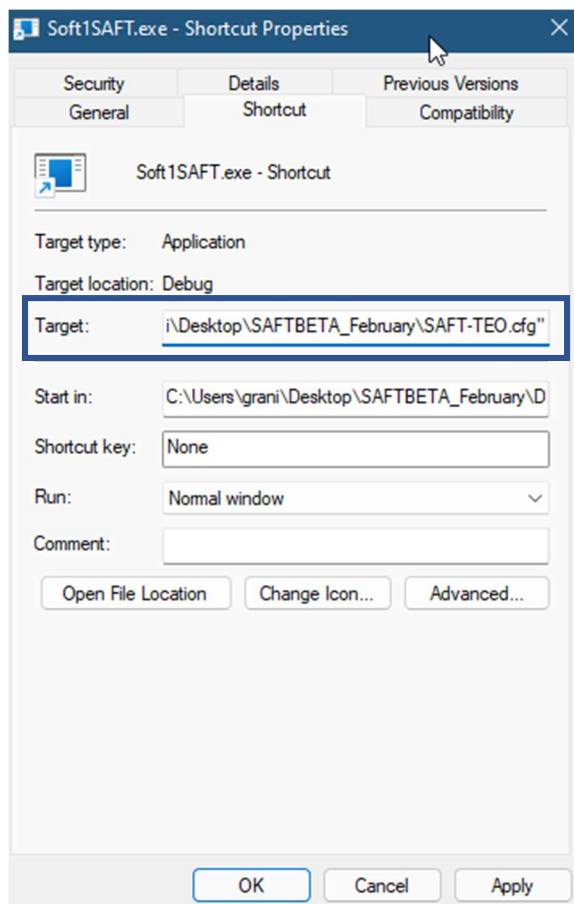 Soft1SAFT.exe - Shortcut Properties
Security Details Previous Versions
General Shortcut Compatibility
Soft1SAFT.exe - Shortcut
Target type: Application
Target location: Debug
Target: i\Desktop\SAFTBETA_February\SAFT-TEO.cfg"
Start in: C:\Users\grani\Desktop\SAFTBETA_February\D
Shortcut key: None
Run: Normal window
Comment:
Open File Location Change Icon... Advanced...
OK Cancel Apply